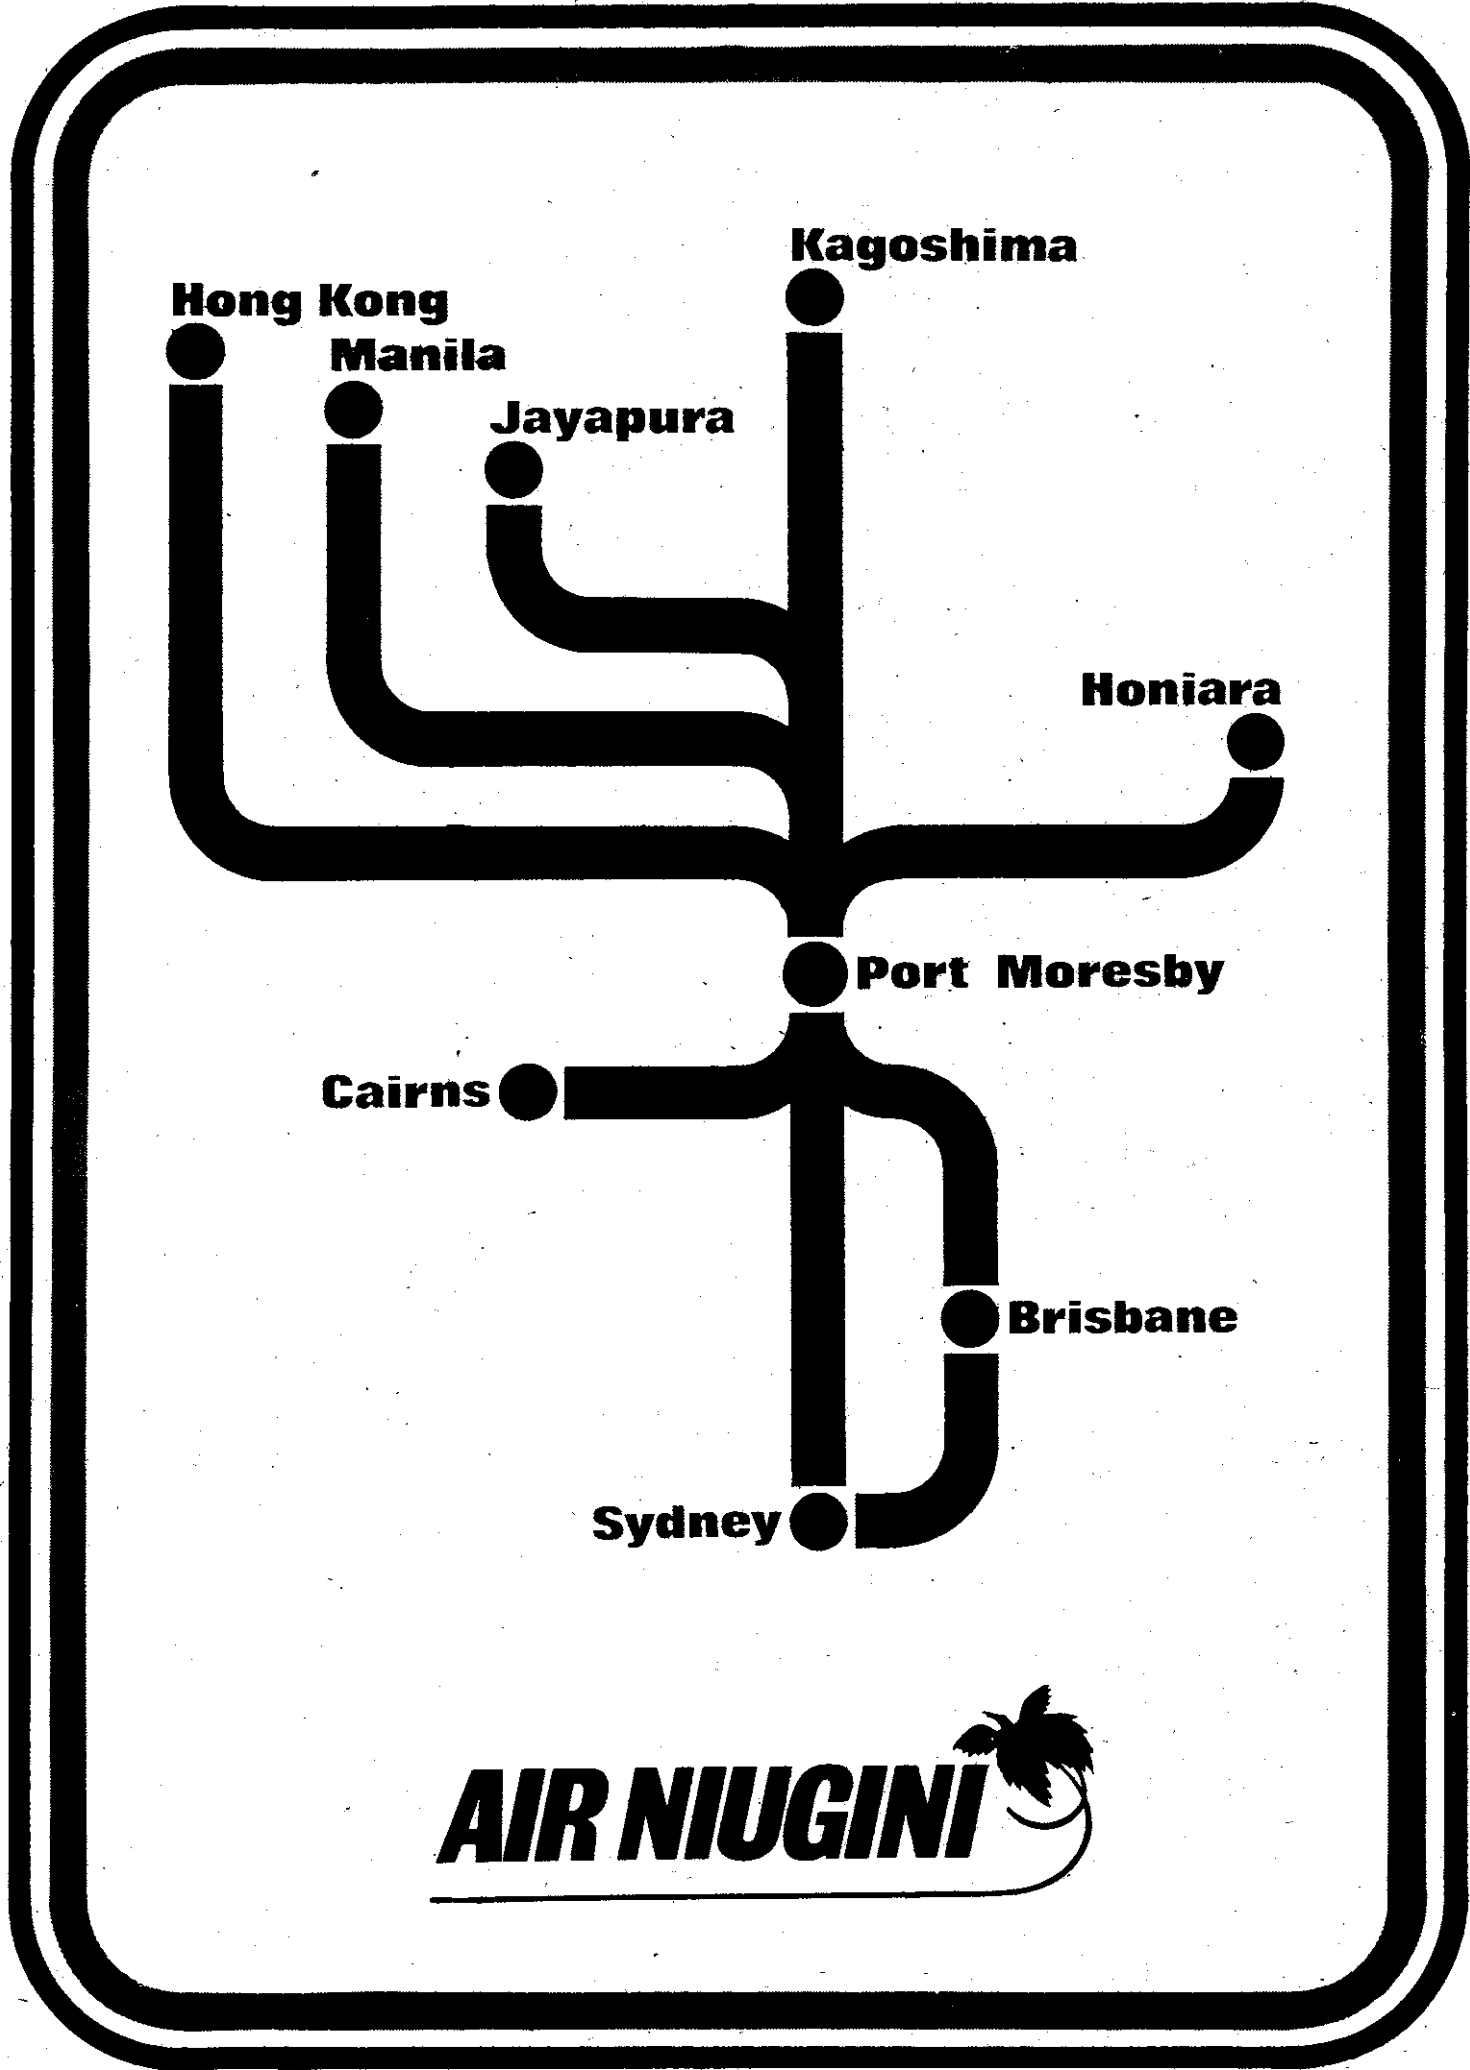 Kagoshima
Hong Kong
Manila
Jayapura
Honiara
Port Moresby
Cairns
Brisbane
Sydney
AIR NIUGINI